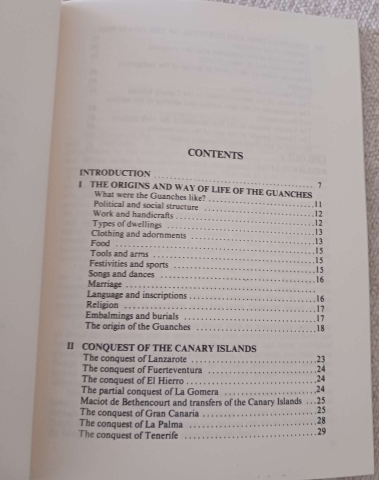 CONTENTS
INTRODUCTION ........................................ 7
I THE ORIGINS AND WAY OF LIFE OF THE GUANCHES
What were the Guanches like? ........................ 11
Political and social structure ........................ 12
Work and handicrafts ........................ 12
Types of dwellings ........................ 13
Clothing and adornments ........................ 13
Food ........................ 15
Tools and arms ........................ 15
Festivities and sports ........................ 15
Songs and dances ........................ 16
Marriage ........................
Language and inscriptions ........................ 16
Religion ........................ 17
Embalmings and burials ........................ 17
The origin of the Guanches ........................ 18
II CONQUEST OF THE CANARY ISLANDS
The conquest of Lanzarote ........................ 23
The conquest of Fuerteventura ........................ 24
The conquest of El Hierro ........................ 24
The partial conquest of La Gomera ........................ 24
Maciot de Bethencourt and transfers of the Canary Islands ...25
The conquest of Gran Canaria ........................ 25
The conquest of La Palma ........................ 28
The conquest of Tenerife ........................ 29